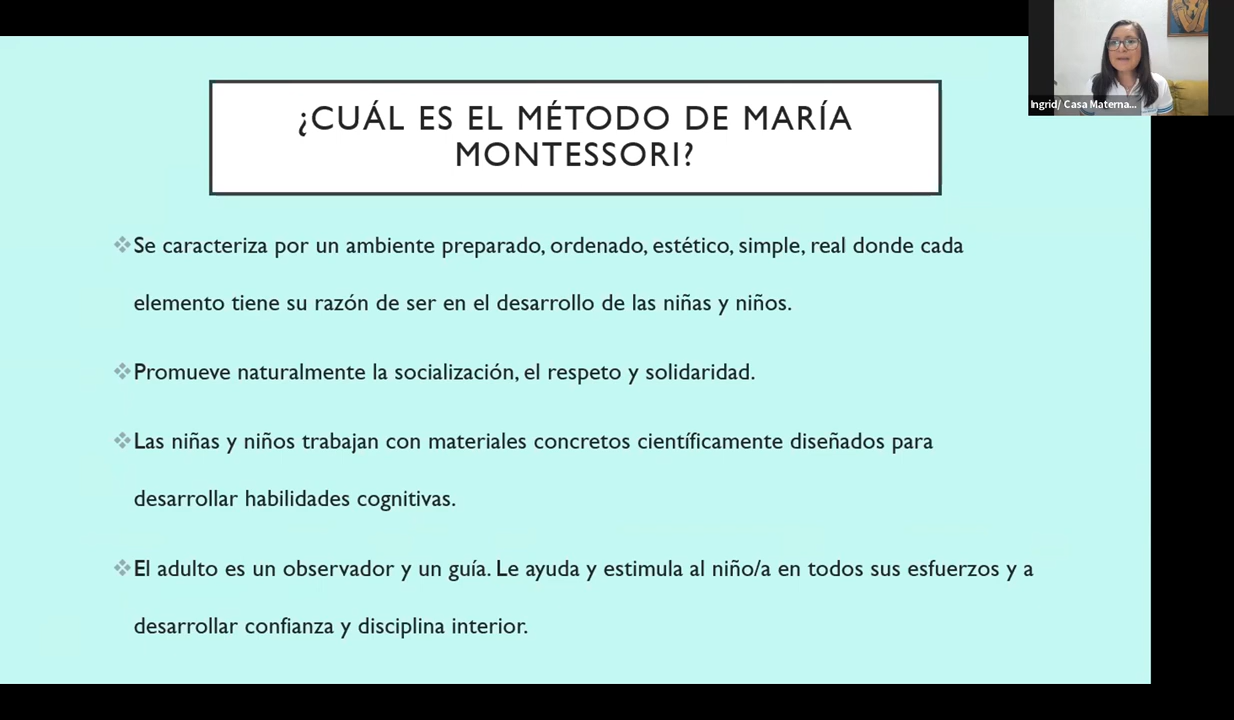 ¿CUÁL ES EL MÉTODO DE MARÍA
MONTESSORI?
❖Se caracteriza por un ambiente preparado, ordenado, estético, simple, real donde cada
elemento tiene su razón de ser en el desarrollo de las niñas y niños.
❖Promueve naturalmente la socialización, el respeto y solidaridad.
❖Las niñas y niños trabajan con materiales concretos científicamente diseñados para
desarrollar habilidades cognitivas.
❖El adulto es un observador y un guía. Le ayuda y estimula al niño/a en todos sus esfuerzos y a
desarrollar confianza y disciplina interior.
Ingrid/ Casa Materna...